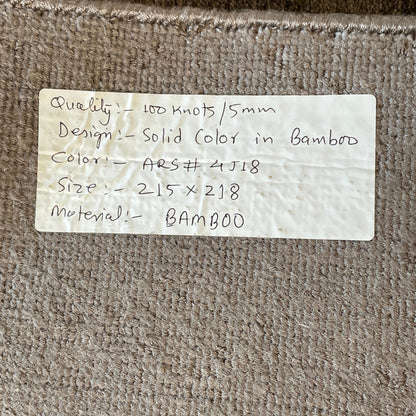 Quality:- 100 Knots/5mm
Design:- Solid Color in Bamboo
Color:- ARS# 4J18
Size:- 215 x 218
Material:- BAMBOO